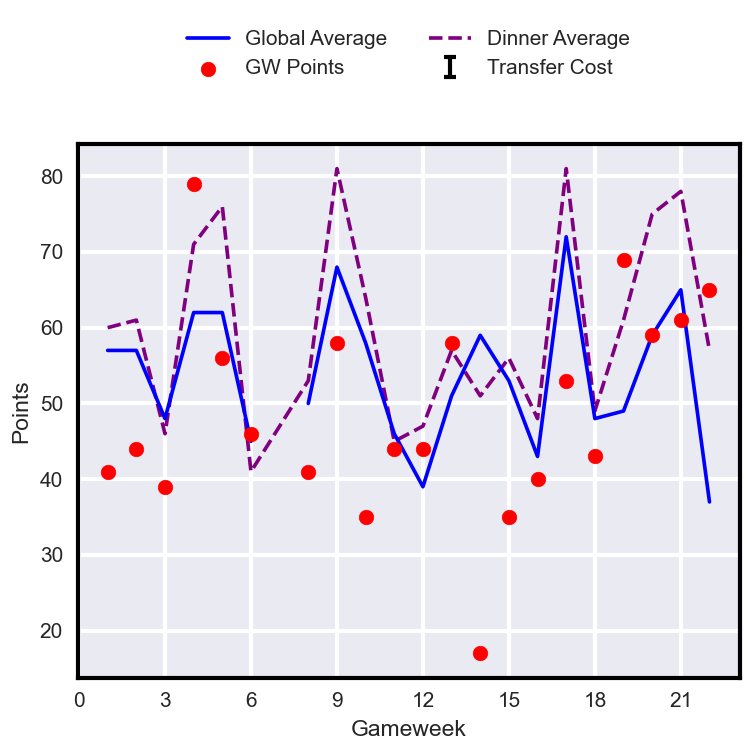 Global Average
Dinner Average
GW Points
Transfer Cost
80
70
60
50
40
30
20
Points
0 3 6 9 12 15 18 21
Gameweek